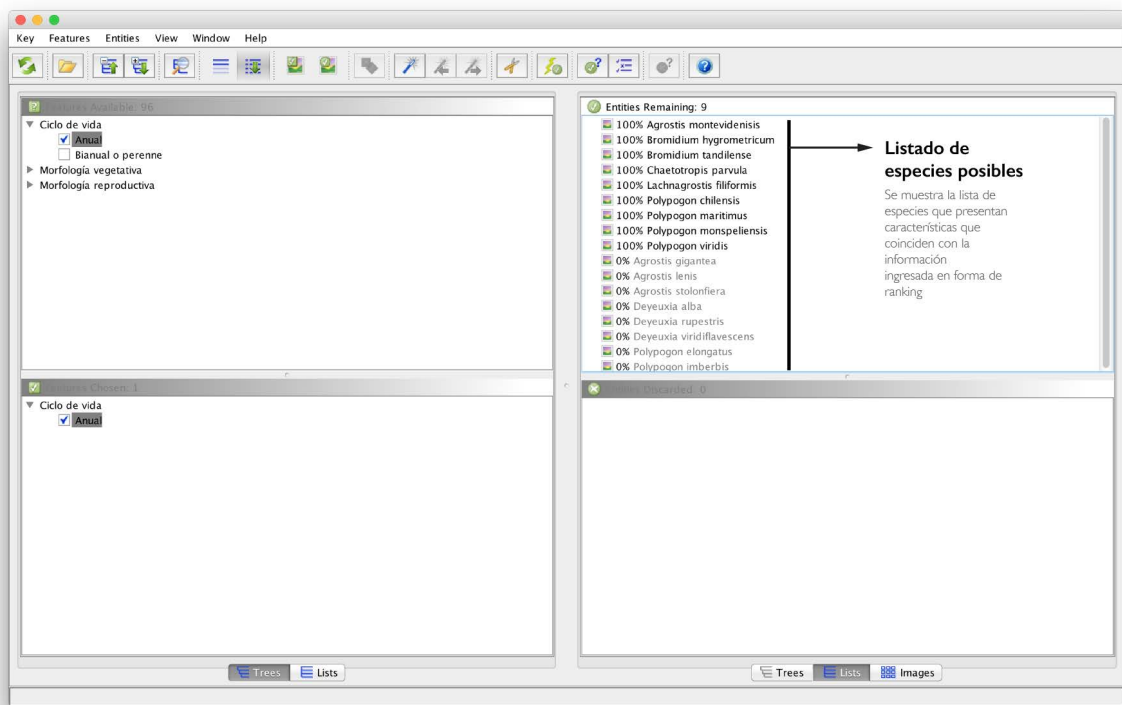 Key Features Entities View Window Help
Features Available: 96
Ciclo de vida
Anual
Bianual o perenne
Morfología vegetativa
Morfología reproductiva
Entities Remaining: 9
100% Agrostis montevidenisis
100% Bromidium hygrometricum
100% Bromidium tandilense
100% Chaetotropis parvula
100% Lachnagrostis filiformis
100% Polypogon chilensis
100% Polypogon maritimus
100% Polypogon monspeliensis
100% Polypogon viridis
0% Agrostis gigantea
0% Agrostis lenis
0% Agrostis stolonfiera
0% Deyeuxia alba
0% Deyeuxia rupestris
0% Deyeuxia viridiflavescens
0% Polypogon elongatus
0% Polypogon imberbis
Listado de
especies posibles
Se muestra la lista de
especies que presentan
características que
coinciden con la
información
ingresada en forma de
ranking
Features Chosen: 1
Ciclo de vida
Anual
Entities Discarded: 0
Trees Lists
Trees Lists Images